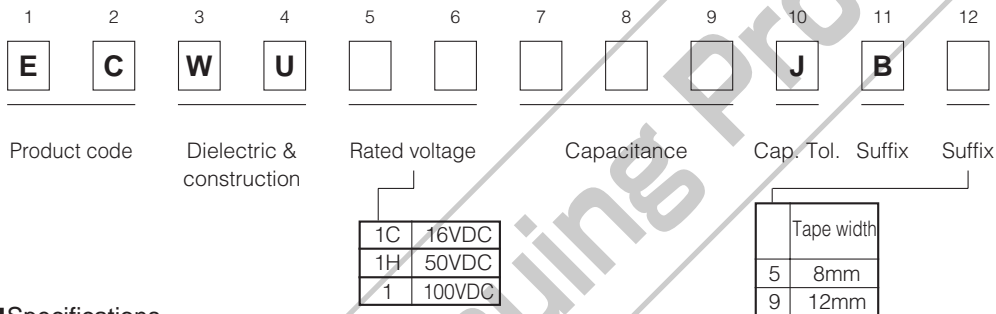 1 2 3 4 5 6 7 8 9 10 11 12
E C W U J B
Product code Dielectric & construction Rated voltage Capacitance Cap. Tol. Suffix Suffix
1C 16VDC
1H 50VDC
1 100VDC
Tape width
5 8mm
9 12mm
Specifications